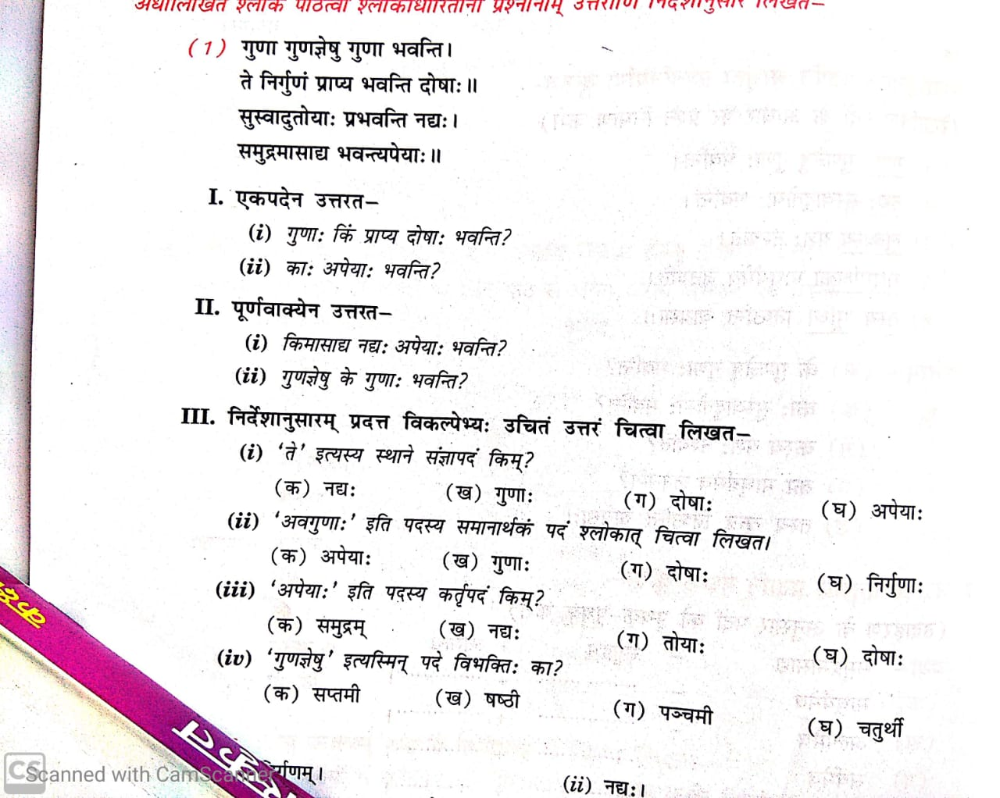 अधोलिखितं श्लोकं पठित्वा श्लोकाधारितानां प्रश्नानाम् उत्तराणि निर्देशानुसारं लिखत–
(1) गुणा गुणज्ञेषु गुणा भवन्ति।
ते निर्गुणं प्राप्य भवन्ति दोषाः॥
सुस्वादुतोयाः प्रभवन्ति नद्यः।
समुद्रमासाद्य भवन्त्यपेयाः॥
I. एकपदेन उत्तरत–
(i) गुणाः किं प्राप्य दोषाः भवन्ति?
(ii) काः अपेयाः भवन्ति?
II. पूर्णवाक्येन उत्तरत–
(i) किमासाद्य नद्यः अपेयाः भवन्ति?
(ii) गुणज्ञेषु के गुणाः भवन्ति?
III. निर्देशानुसारम् प्रदत्त विकल्पेभ्यः उचितं उत्तरं चित्वा लिखत–
(i) ‘ते’ इत्यस्य स्थाने संज्ञापदं किम्?
(क) नद्यः (ख) गुणाः (ग) दोषाः (घ) अपेयाः
(ii) ‘अवगुणाः’ इति पदस्य समानार्थकं पदं श्लोकात् चित्वा लिखत।
(क) अपेयाः (ख) गुणाः (ग) दोषाः (घ) निर्गुणाः
(iii) ‘अपेयाः’ इति पदस्य कर्तृपदं किम्?
(क) समुद्रम् (ख) नद्यः (ग) तोयाः (घ) दोषाः
(iv) ‘गुणज्ञेषु’ इत्यस्मिन् पदे विभक्तिः का?
(क) सप्तमी (ख) षष्ठी (ग) पञ्चमी (घ) चतुर्थी
(ii) नद्यः।
CS Scanned with CamScanner